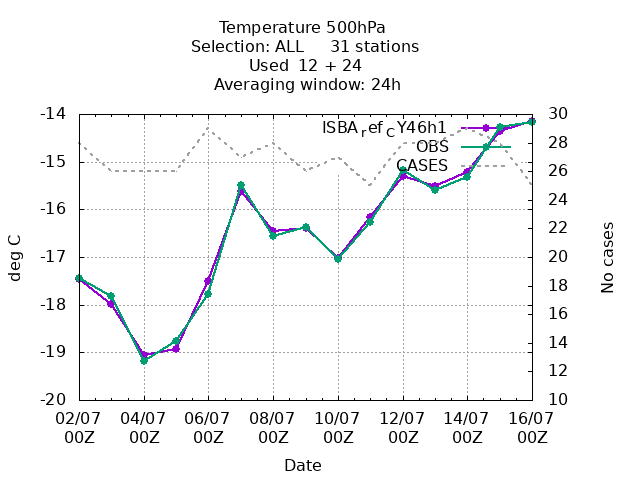 Temperature 500hPa
Selection: ALL 31 stations
Used 12 + 24
Averaging window: 24h
-14
-15
-16
-17
-18
-19
-20
deg C
30
28
26
24
22
20
18
16
14
12
10
No cases
ISBA_ref_CY46h1
OBS
CASES
02/07 04/07 06/07 08/07 10/07 12/07 14/07 16/07
00Z 00Z 00Z 00Z 00Z 00Z 00Z 00Z
Date